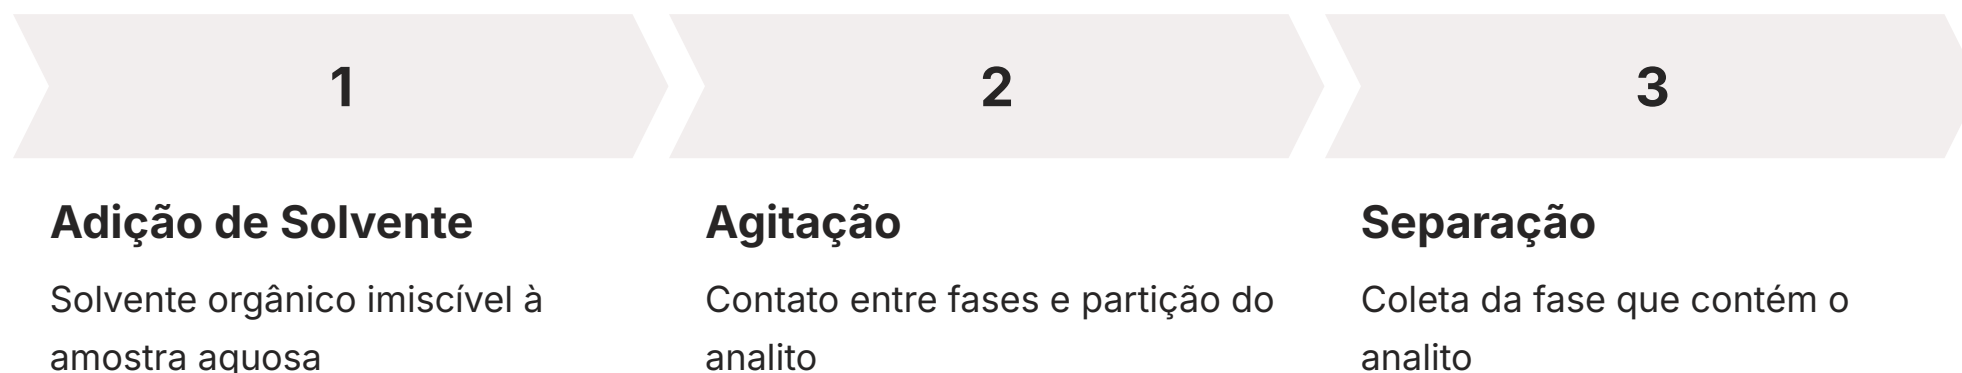 1
2
3
Adição de Solvente
Solvente orgânico imiscível à
amostra aquosa
Agitação
Contato entre fases e partição do
analito
Separação
Coleta da fase que contém o
analito